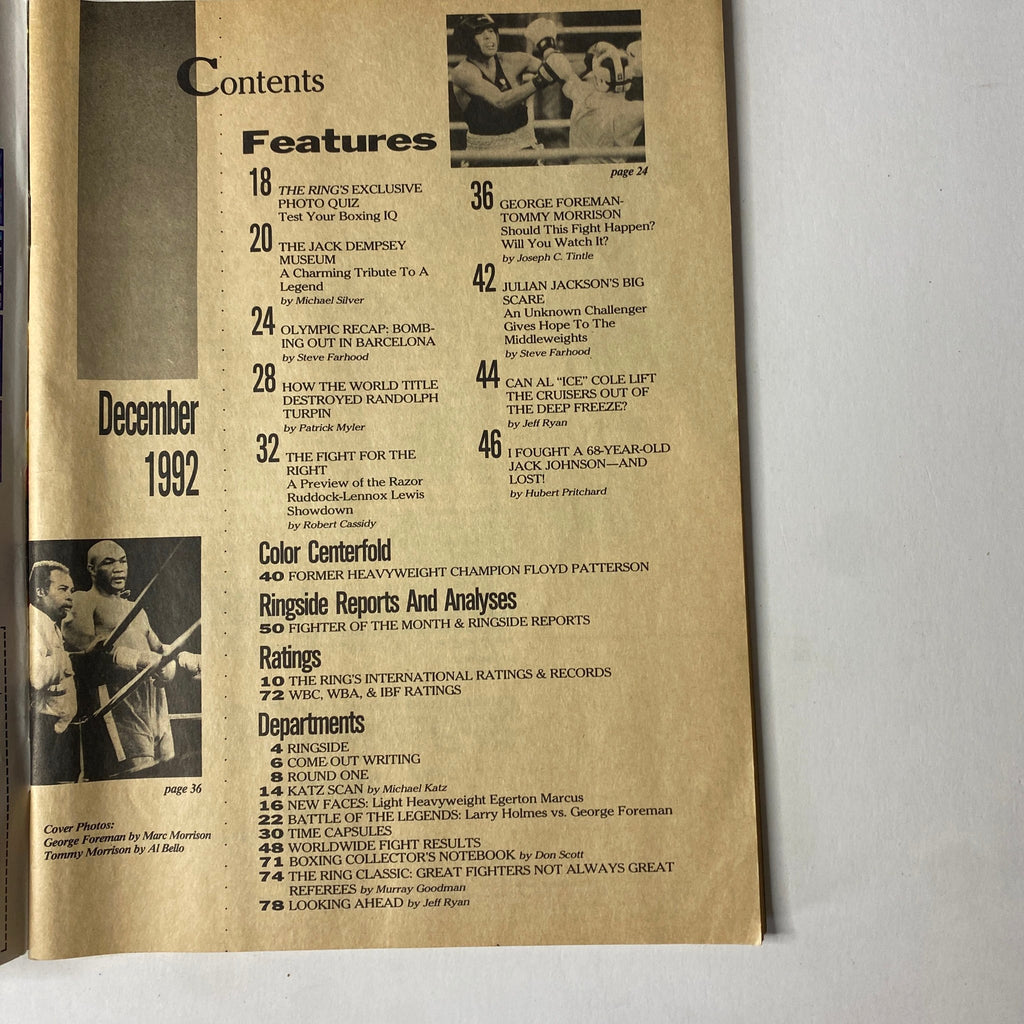 Contents
page 24
Features
18 THE RING'S EXCLUSIVE
PHOTO QUIZ
Test Your Boxing IQ
20 THE JACK DEMPSEY
MUSEUM
A Charming Tribute To A
Legend
by Michael Silver
24 OLYMPIC RECAP: BOMB-
ING OUT IN BARCELONA
by Steve Farhood
28 HOW THE WORLD TITLE
DESTROYED RANDOLPH
TURPIN
by Patrick Myler
32 THE FIGHT FOR THE
RIGHT
A Preview of the Razor
Ruddock-Lennox Lewis
Showdown
by Robert Cassidy
36 GEORGE FOREMAN-
TOMMY MORRISON
Should This Fight Happen?
Will You Watch It?
by Joseph C. Tintle
42 JULIAN JACKSON'S BIG
SCARE
An Unknown Challenger
Gives Hope To The
Middleweights
by Steve Farhood
44 CAN AL "ICE" COLE LIFT
THE CRUISERS OUT OF
THE DEEP FREEZE?
by Jeff Ryan
46 I FOUGHT A 68-YEAR-OLD
JACK JOHNSON—AND
LOST!
by Hubert Pritchard
Color Centerfold
40 FORMER HEAVYWEIGHT CHAMPION FLOYD PATTERSON
Ringside Reports And Analyses
50 FIGHTER OF THE MONTH & RINGSIDE REPORTS
Ratings
10 THE RING'S INTERNATIONAL RATINGS & RECORDS
72 WBC, WBA, & IBF RATINGS
Departments
4 RINGSIDE
6 COME OUT WRITING
8 ROUND ONE
14 KATZ SCAN by Michael Katz
16 NEW FACES: Light Heavyweight Egerton Marcus
22 BATTLE OF THE LEGENDS: Larry Holmes vs. George Foreman
30 TIME CAPSULES
48 WORLDWIDE FIGHT RESULTS
71 BOXING COLLECTOR'S NOTEBOOK by Don Scott
74 THE RING CLASSIC: GREAT FIGHTERS NOT ALWAYS GREAT
REFEREES by Murray Goodman
78 LOOKING AHEAD by Jeff Ryan
December
1992
page 36
Cover Photos:
George Foreman by Marc Morrison
Tommy Morrison by Al Bello